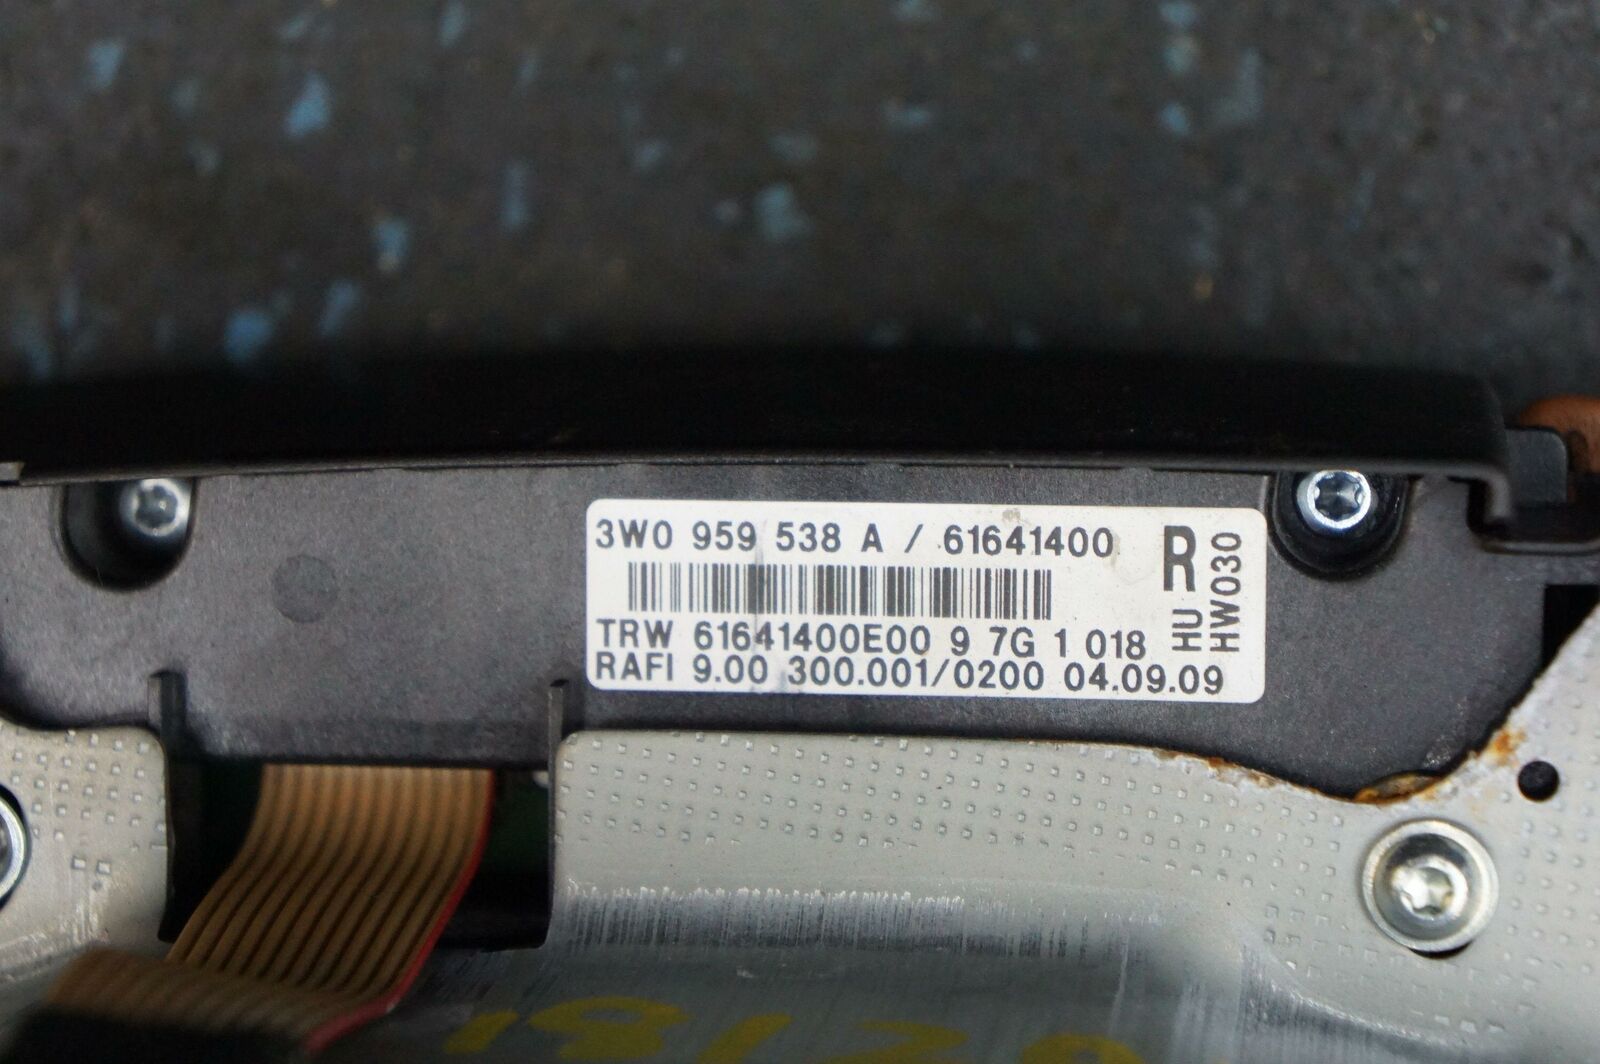 3W0 959 538 A / 61641400
R
HU
HW030
TRW 61641400E00 9 7G 1 018
RAFI 9.00 300.001/0200 04.09.09